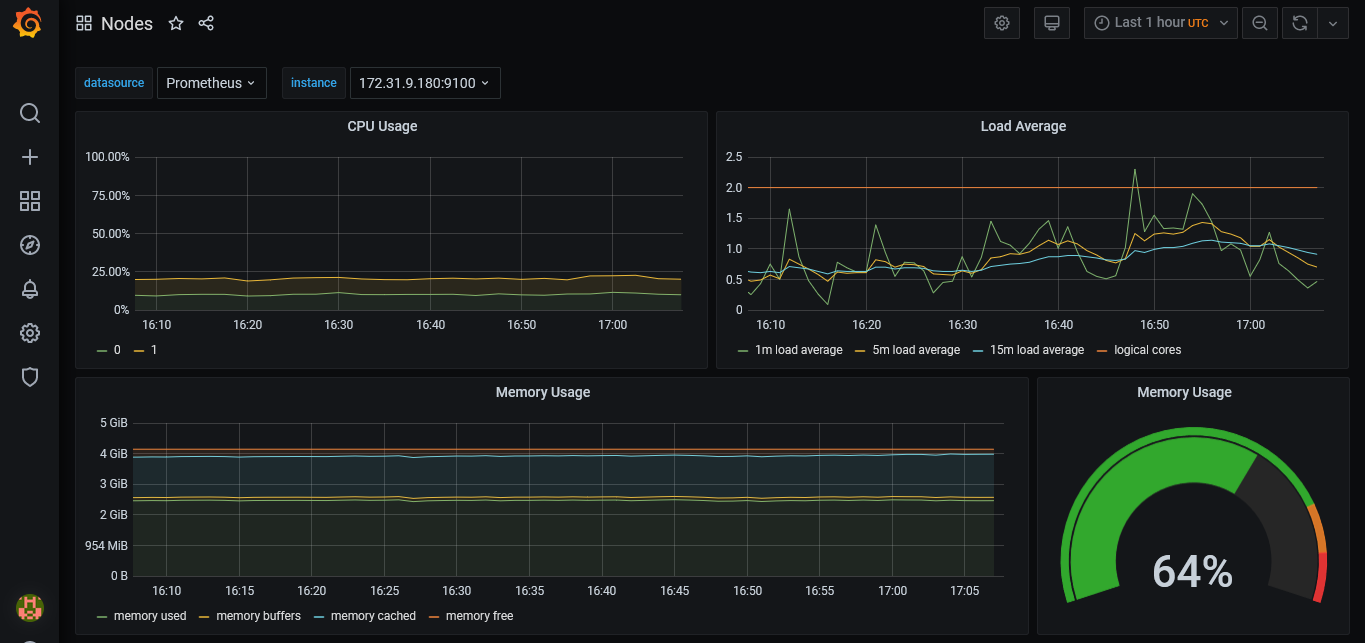 Nodes
Last 1 hour UTC
datasource Prometheus instance 172.31.9.180:9100
CPU Usage
100.00%
75.00%
50.00%
25.00%
0%
16:10 16:20 16:30 16:40 16:50 17:00
0 1
Load Average
2.5
2.0
1.5
1.0
0.5
0
16:10 16:20 16:30 16:40 16:50 17:00
1m load average 5m load average 15m load average logical cores
Memory Usage
5 GiB
4 GiB
3 GiB
2 GiB
954 MiB
0 B
16:10 16:15 16:20 16:25 16:30 16:35 16:40 16:45 16:50 16:55 17:00 17:05
memory used memory buffers memory cached memory free
Memory Usage
64%